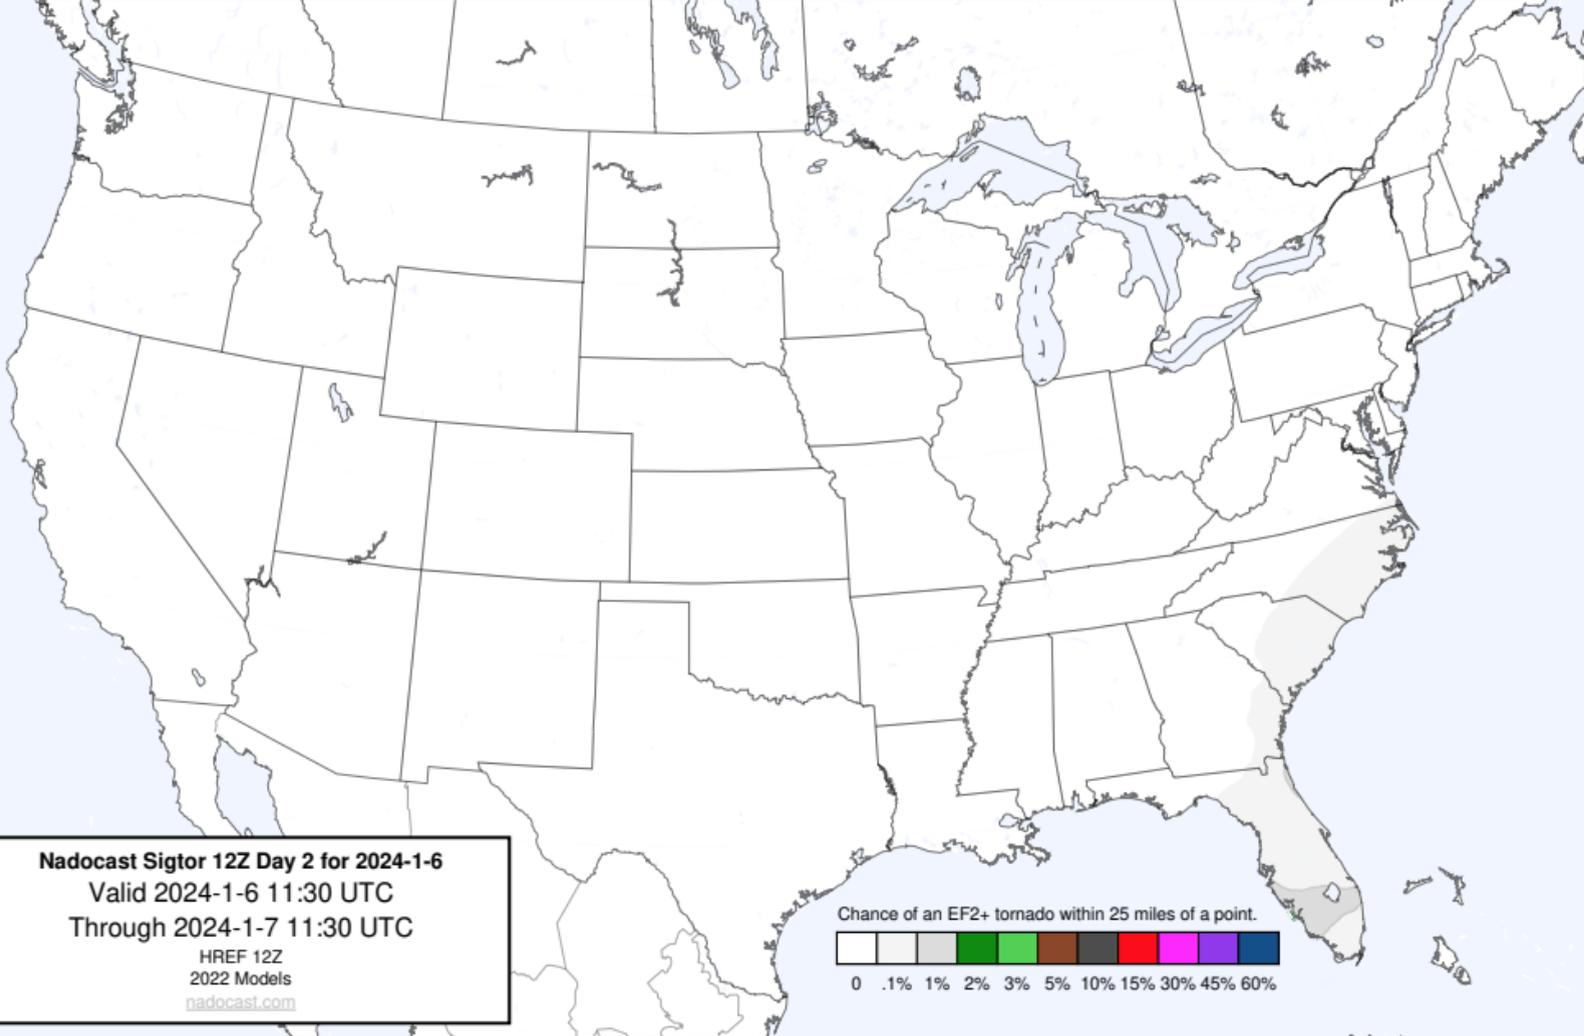 Nadocast Sigtor 12Z Day 2 for 2024-1-6
Valid 2024-1-6 11:30 UTC
Through 2024-1-7 11:30 UTC
HREF 12Z
2022 Models
nadocast.com
Chance of an EF2+ tornado within 25 miles of a point.
0 .1% 1% 2% 3% 5% 10% 15% 30% 45% 60%